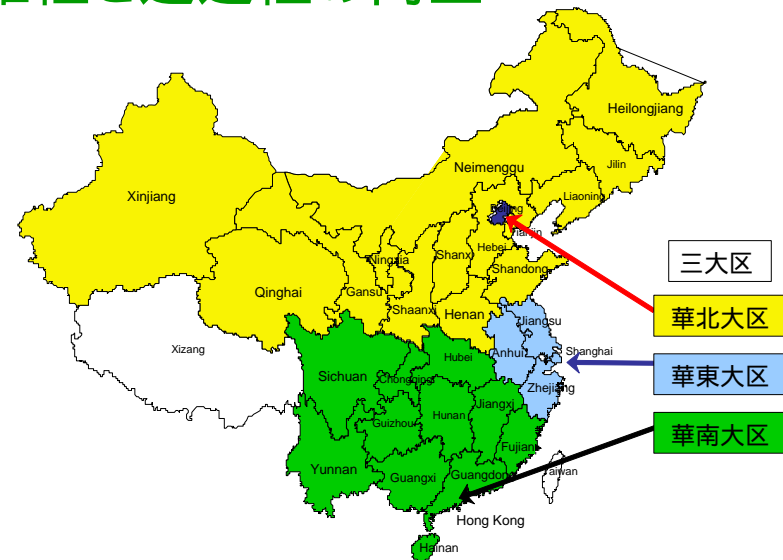 Heilongjiang
Jilin
Neimenggu
Liaoning
Xinjiang
Beijing
Tianjin
Hebei
Shanxi
Ningxia
Shandong
三大区
Qinghai
Gansu
Shaanxi
Henan
華北大区
Jiangsu
Xizang
Anhui
Shanghai
Hubei
華東大区
Sichuan
Chongqing
Zhejiang
Hunan
Jiangxi
Guizhou
華南大区
Fujian
Yunnan
Guangxi
Guangdong
Taiwan
Hong Kong
Hainan